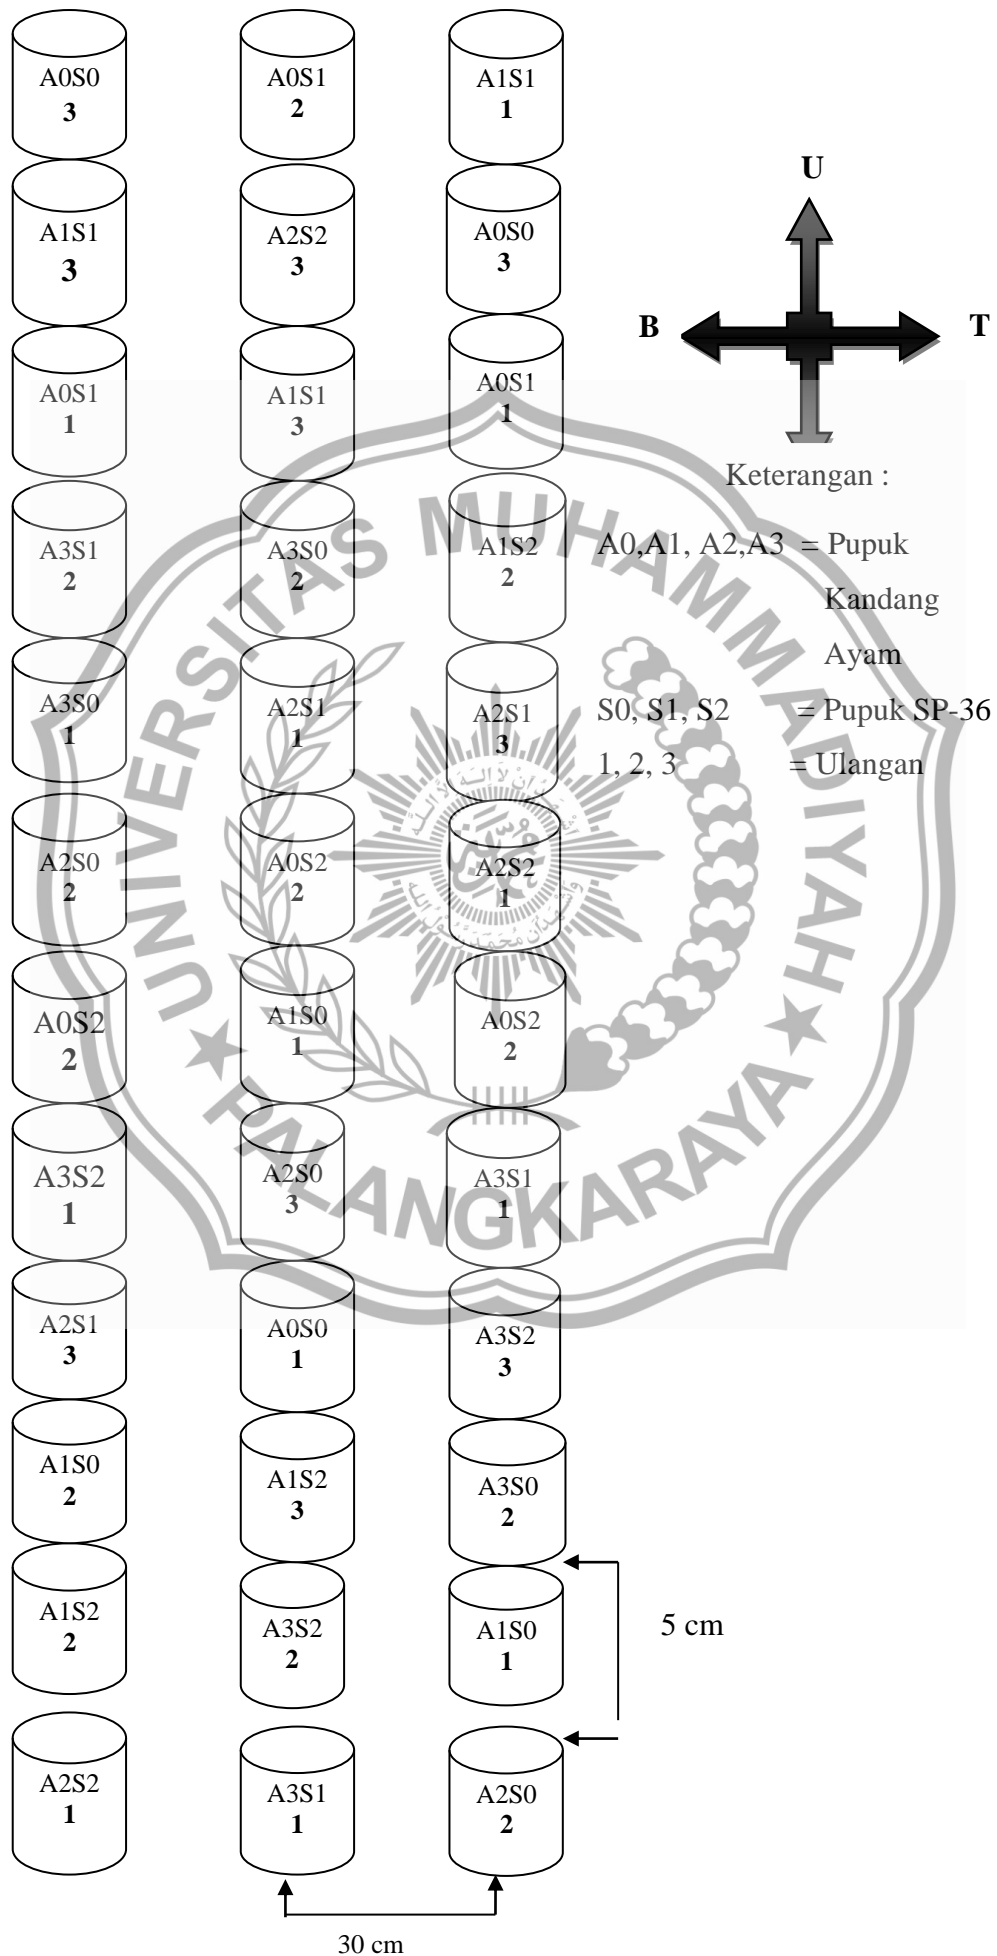 A0S0
3
A0S1
2
A1S1
1
A1S1
3
A2S2
3
A0S0
3
A0S1
1
A1S1
3
A0S1
1
A3S1
2
A3S0
2
A1S2
2
A3S0
1
A2S1
1
A2S1
3
A2S0
2
A0S2
2
A2S2
1
A0S2
2
A1S0
1
A0S2
2
A3S2
1
A2S0
3
A3S1
1
A2S1
3
A0S0
1
A3S2
3
A1S0
2
A1S2
3
A3S0
2
A1S2
2
A3S2
2
A1S0
1
A2S2
1
A3S1
1
A2S0
2
U
B
T
Keterangan :
A0,A1, A2,A3 = Pupuk
Kandang
Ayam
S0, S1, S2 = Pupuk SP-36
1, 2, 3 = Ulangan
5 cm
30 cm
UNIVERSITAS MUHAMMADIYAH
PALANGKARAYA